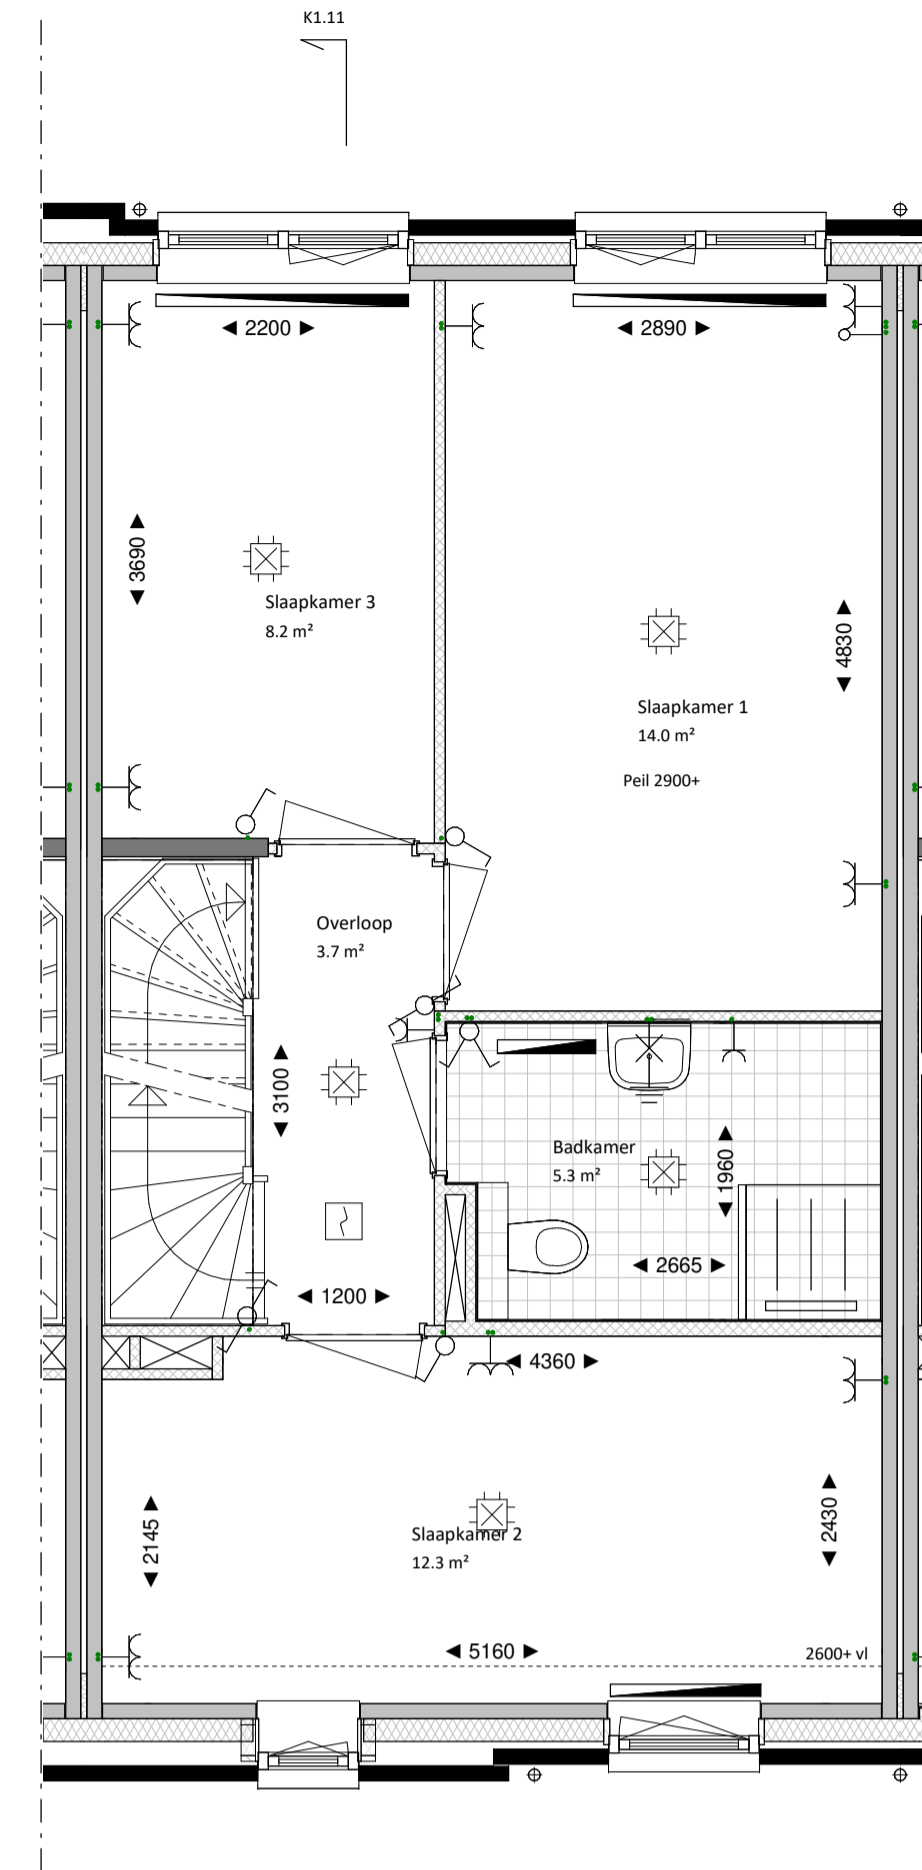 K1.11
2200
2890
3690
Slaapkamer 3
8.2 m²
4830
Slaapkamer 1
14.0 m²
Peil 2900+
Overloop
3.7 m²
3100
Badkamer
5.3 m²
1960
2665
1200
4360
2145
Slaapkamer 2
12.3 m²
2430
5160
2600+ vl